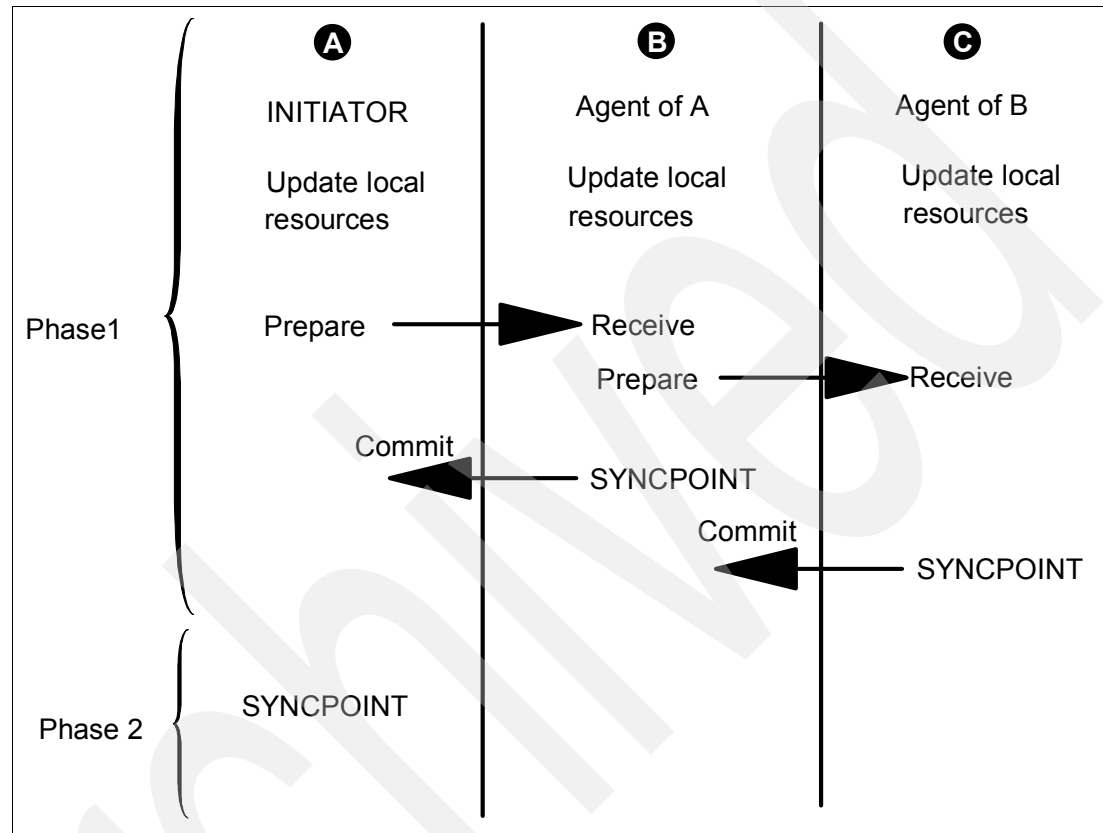 A
B
C
INITIATOR
Agent of A
Agent of B
Update local
resources
Update local
resources
Update local
resources
Phase1
Prepare
Receive
Prepare
Receive
Commit
SYNCPOINT
Commit
SYNCPOINT
Phase 2
SYNCPOINT